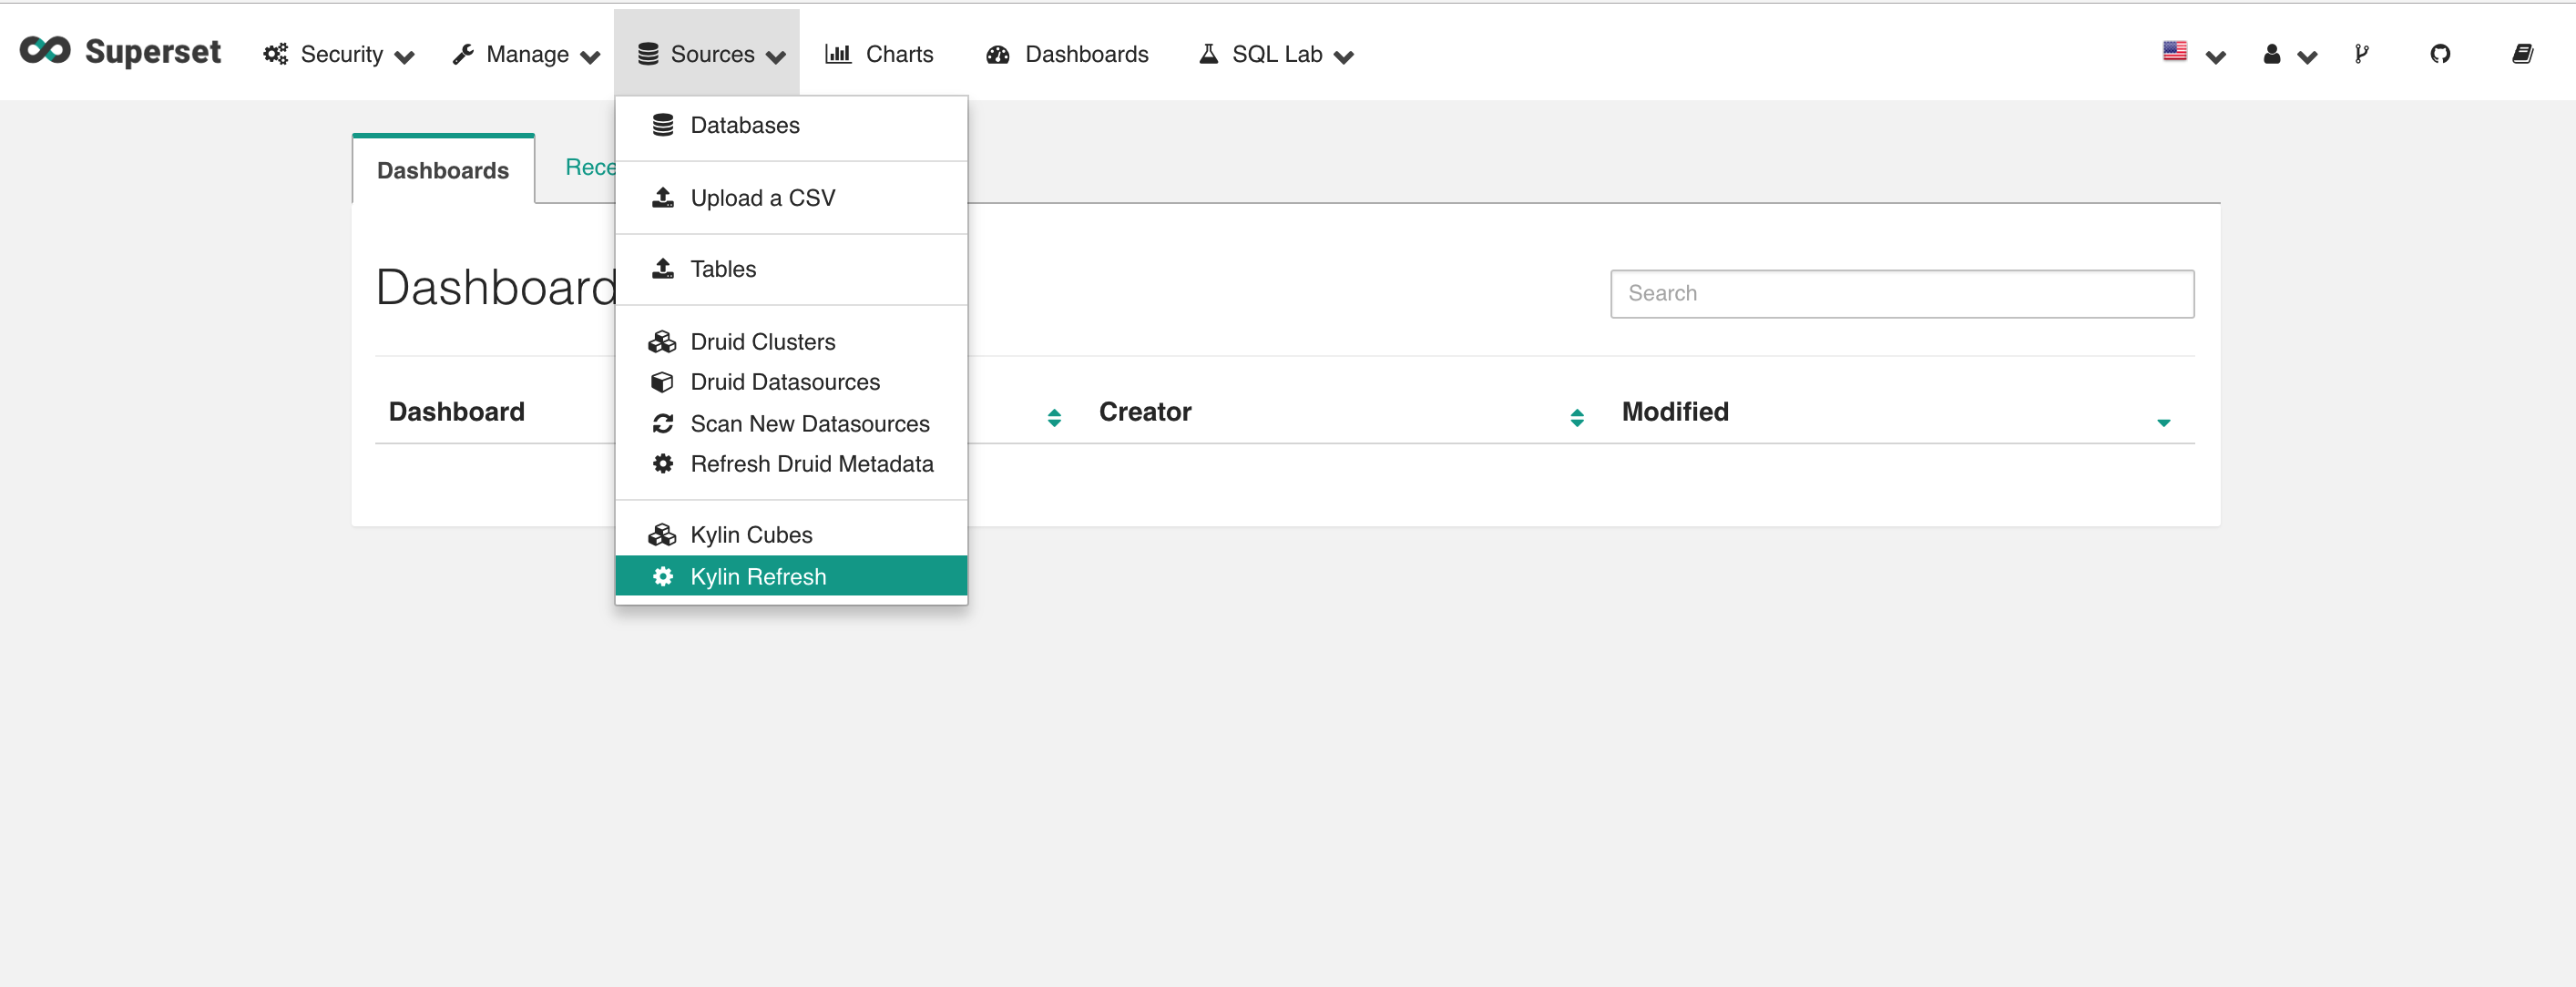 Superset Security Manage Sources Charts Dashboards SQL Lab
Databases
Dashboards Rece
Upload a CSV
Tables
Dashboard
Search
Druid Clusters
Druid Datasources
Dashboard Creator Modified
Scan New Datasources
Refresh Druid Metadata
Kylin Cubes
Kylin Refresh